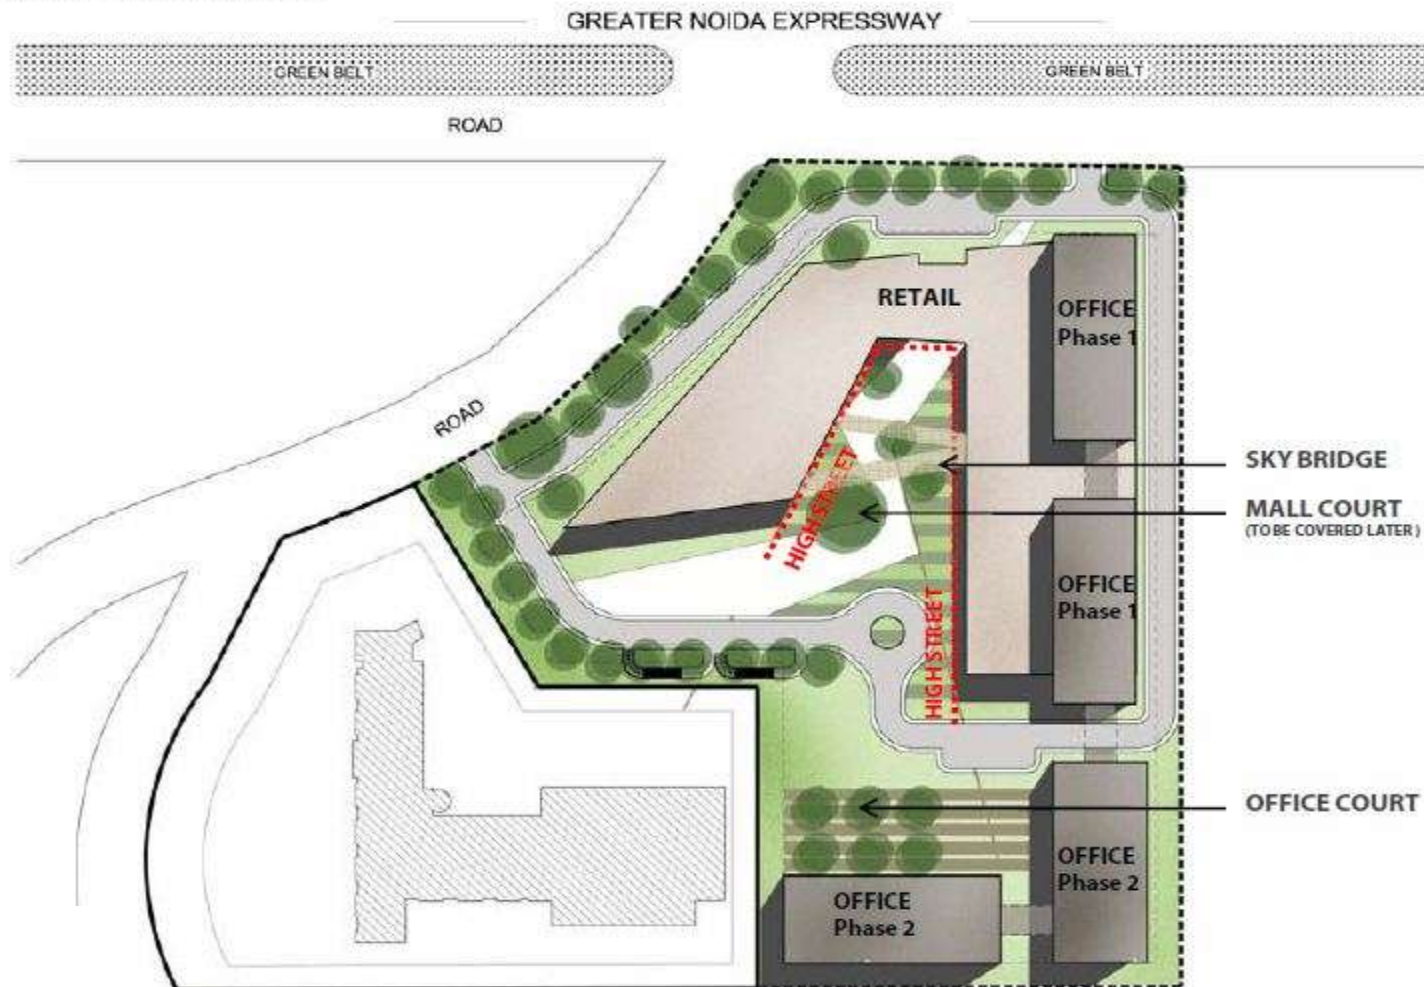 GREATER NOIDA EXPRESSWAY
GREEN BELT
GREEN BELT
ROAD
RETAIL
OFFICE
Phase 1
ROAD
SKY BRIDGE
HIGH STREET
MALL COURT
(TO BE COVERED LATER)
OFFICE
Phase 1
HIGH STREET
OFFICE COURT
OFFICE
Phase 2
OFFICE
Phase 2